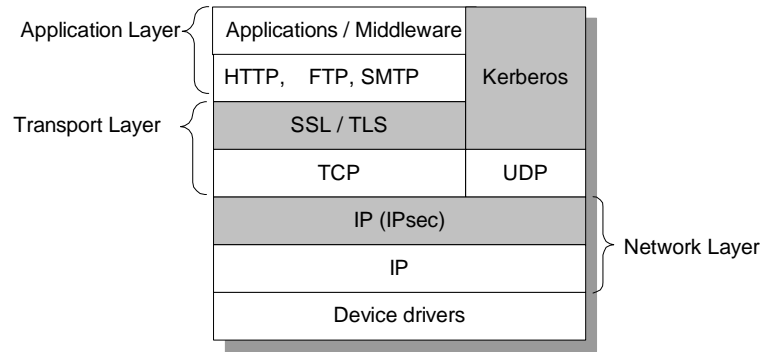 Application Layer
Applications / Middleware
HTTP, FTP, SMTP
Kerberos
Transport Layer
SSL / TLS
TCP
UDP
IP (IPsec)
Network Layer
IP
Device drivers